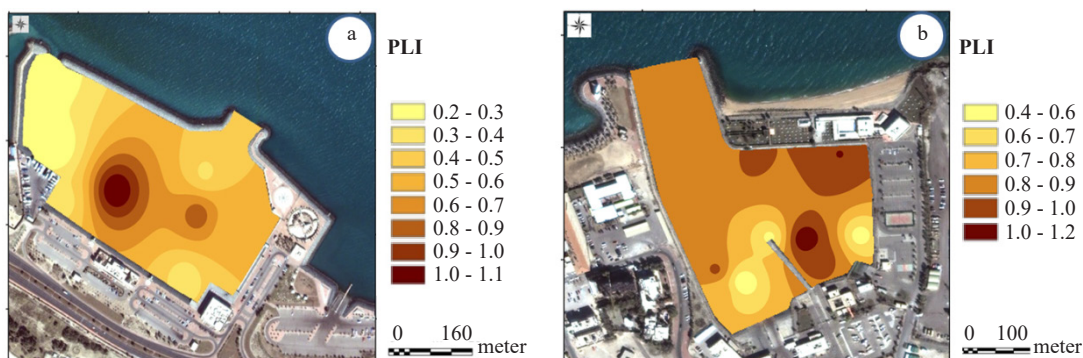 a
PLI
0.2 - 0.3
0.3 - 0.4
0.4 - 0.5
0.5 - 0.6
0.6 - 0.7
0.8 - 0.9
0.9 - 1.0
1.0 - 1.1
0 160
meter
b
PLI
0.4 - 0.6
0.6 - 0.7
0.7 - 0.8
0.8 - 0.9
0.9 - 1.0
1.0 - 1.2
0 100
meter